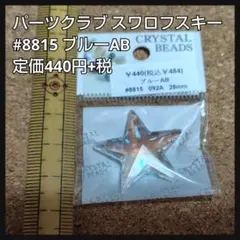 パーツクラブ スワロフスキー
#8815 ブルーAB
定価440円+税
CRYSTAL
BEADS
¥440(税込¥484)
ブルーAB
#8815 092A 28mm